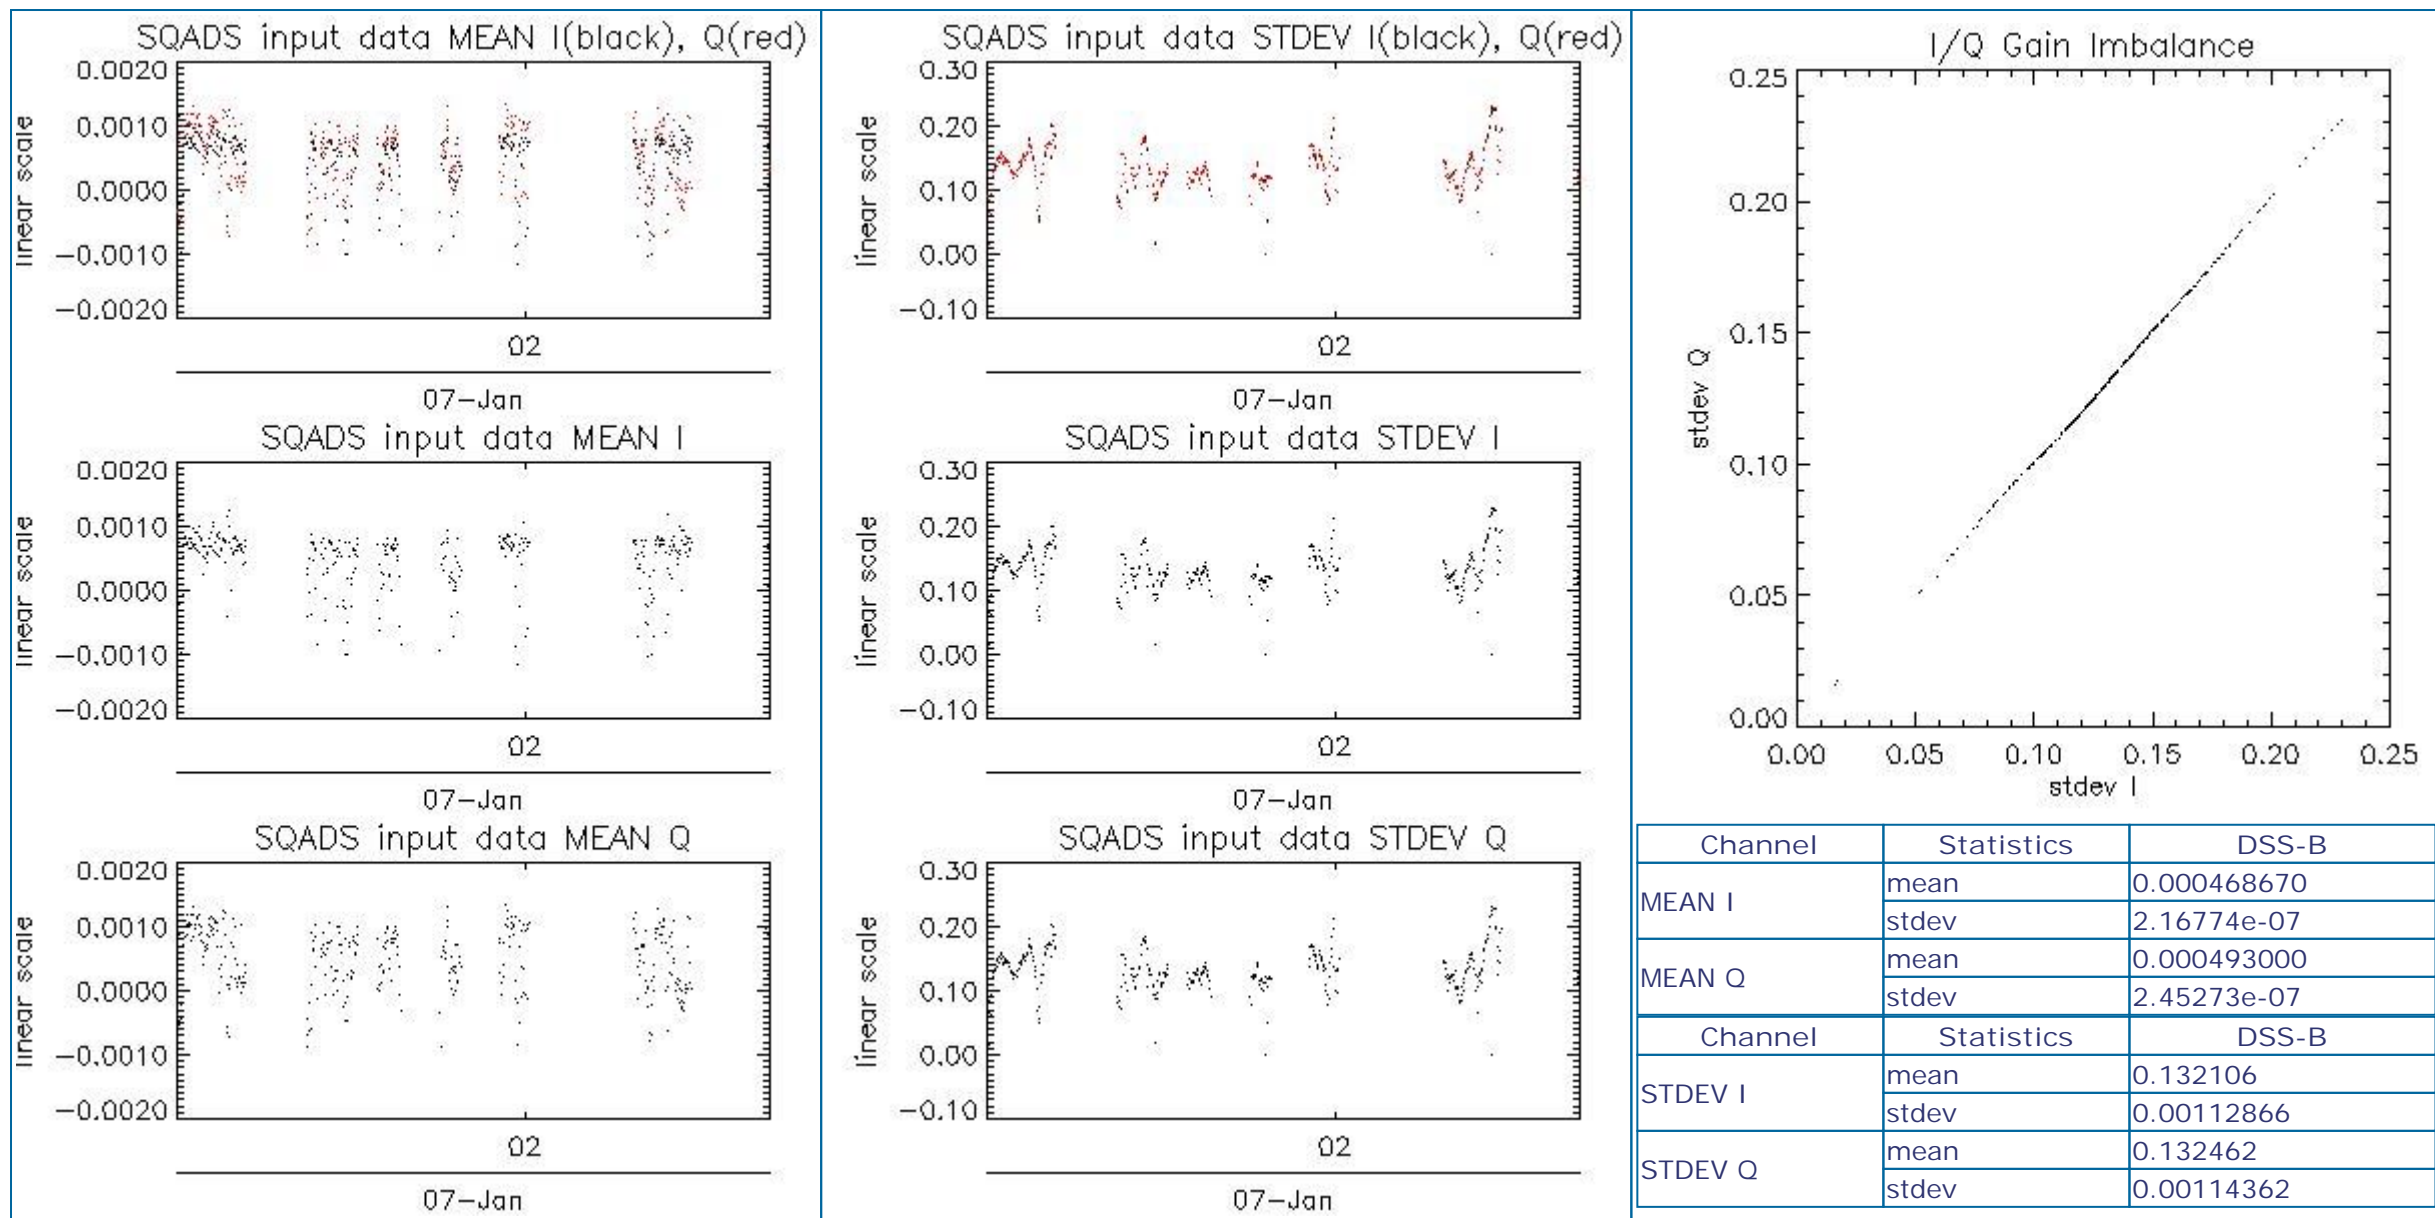 SQADS input data MEAN I(black), Q(red)
linear scale
0.0020
0.0010
0.0000
−0.0010
−0.0020
02
07−Jan
SQADS input data MEAN I
linear scale
0.0020
0.0010
0.0000
−0.0010
−0.0020
02
07−Jan
SQADS input data MEAN Q
linear scale
0.0020
0.0010
0.0000
−0.0010
−0.0020
02
07−Jan
SQADS input data STDEV I(black), Q(red)
linear scale
0.30
0.20
0.10
0.00
−0.10
02
07−Jan
SQADS input data STDEV I
linear scale
0.30
0.20
0.10
0.00
−0.10
02
07−Jan
SQADS input data STDEV Q
linear scale
0.30
0.20
0.10
0.00
−0.10
02
07−Jan
I/Q Gain Imbalance
stdev Q
0.25
0.20
0.15
0.10
0.05
0.00
0.00 0.05 0.10 0.15 0.20 0.25
stdev I
Channel Statistics DSS-B
MEAN I mean 0.000468670
stdev 2.16774e-07
MEAN Q mean 0.000493000
stdev 2.45273e-07
Channel Statistics DSS-B
STDEV I mean 0.132106
stdev 0.00112866
STDEV Q mean 0.132462
stdev 0.00114362